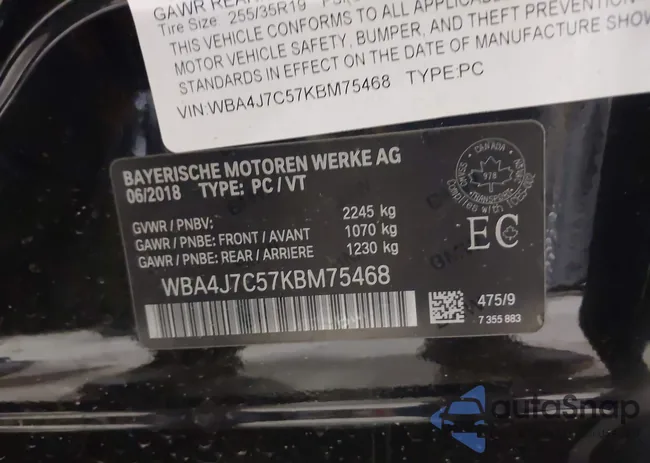 GAWR REAR
Tire Size: 255/35R19
THIS VEHICLE CONFORMS TO ALL APPLICABLE
MOTOR VEHICLE SAFETY, BUMPER, AND THEFT PREVENTION
STANDARDS IN EFFECT ON THE DATE OF MANUFACTURE SHOW
VIN:WBA4J7C57KBM75468 TYPE:PC
BAYERISCHE MOTOREN WERKE AG
06/2018 TYPE: PC / VT
GVWR / PNBV: 2245 kg
GAWR / PNBE: FRONT / AVANT 1070 kg
GAWR / PNBE: REAR / ARRIERE 1230 kg
WBA4J7C57KBM75468
CANADA
978
TRANSPORT
EC
475/9
7 355 883
autoSnap